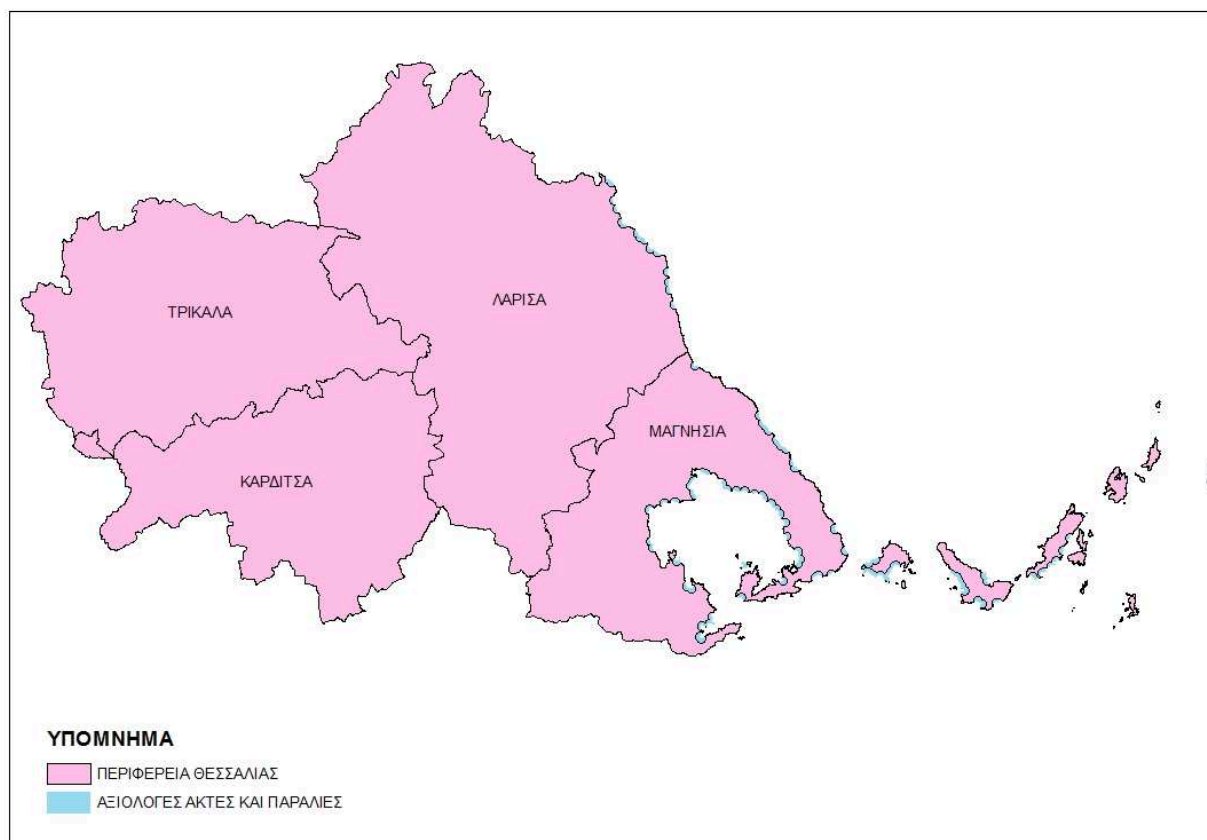 ΛΑΡΙΣΑ
ΤΡΙΚΑΛΑ
ΜΑΓΝΗΣΙΑ
ΚΑΡΔΙΤΣΑ
ΥΠΟΜΝΗΜΑ
ΠΕΡΙΦΕΡΕΙΑ ΘΕΣΣΑΛΙΑΣ
ΑΞΙΟΛΟΓΕΣ ΑΚΤΕΣ ΚΑΙ ΠΑΡΑΛΙΕΣ